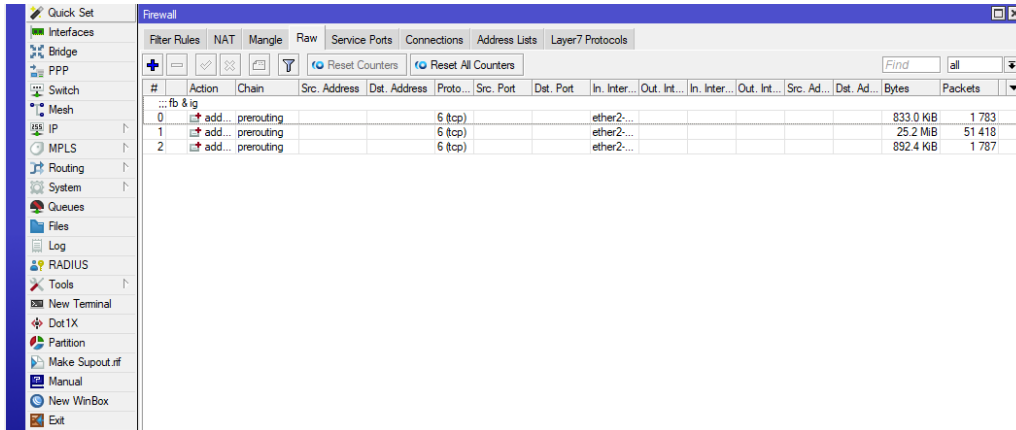 Quick Set
Interfaces
Bridge
PPP
Switch
Mesh
IP
MPLS
Routing
System
Queues
Files
Log
RADIUS
Tools
New Terminal
Dot1X
Partition
Make Supout.rif
Manual
New WinBox
Exit
Firewall
Filter Rules NAT Mangle Raw Service Ports Connections Address Lists Layer7 Protocols
Reset Counters Reset All Counters Find all
# Action Chain Src. Address Dst. Address Proto... Src. Port Dst. Port In. Inter... Out. Int... In. Inter... Out. Int... Src. Ad... Dst. Ad... Bytes Packets
::: fb & ig
0 add... prerouting 6 (tcp) ether2-... 833.0 KiB 1 783
1 add... prerouting 6 (tcp) ether2-... 25.2 MiB 51 418
2 add... prerouting 6 (tcp) ether2-... 892.4 KiB 1 787